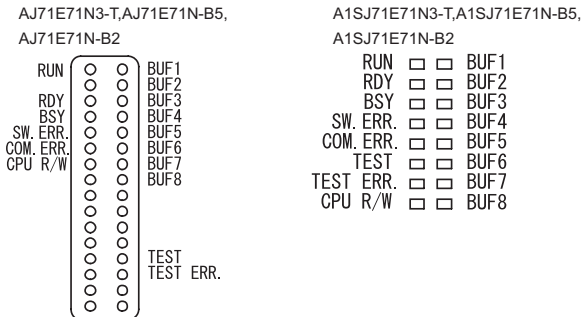 AJ71E71N3-T,AJ71E71N-B5,
AJ71E71N-B2
RUN BUF1
BUF2
RDY BUF3
BSY BUF4
SW. ERR. BUF5
COM. ERR. BUF6
CPU R/W BUF7
BUF8
TEST
TEST ERR.
A1SJ71E71N3-T,A1SJ71E71N-B5,
A1SJ71E71N-B2
RUN BUF1
RDY BUF2
BSY BUF3
SW. ERR. BUF4
COM. ERR. BUF5
TEST BUF6
TEST ERR. BUF7
CPU R/W BUF8